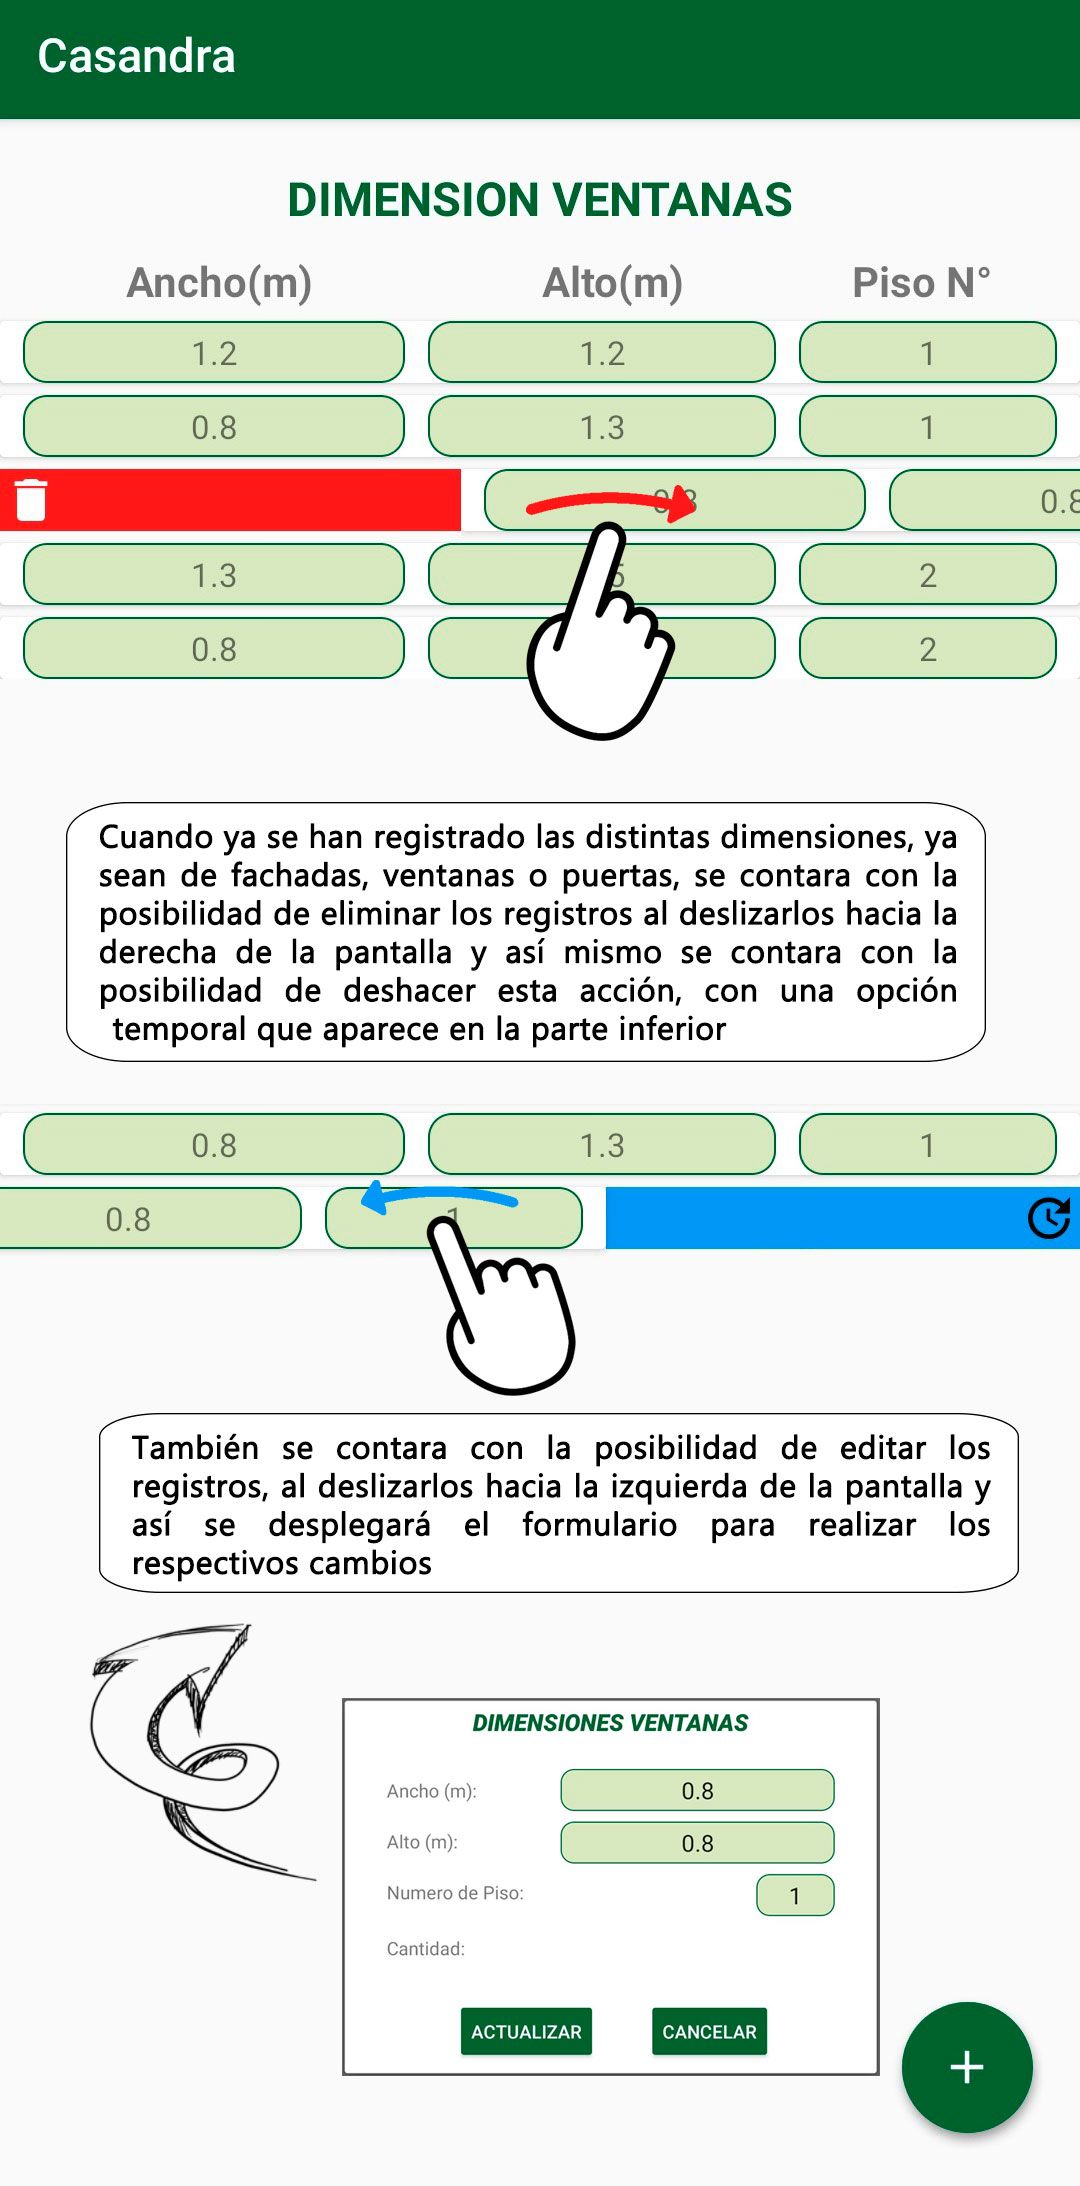 Casandra
DIMENSION VENTANAS
Ancho(m) Alto(m) Piso N°
1.2 1.2 1
0.8 1.3 1
0.8
1.3 2
0.8 2
Cuando ya se han registrado las distintas dimensiones, ya
sean de fachadas, ventanas o puertas, se contara con la
posibilidad de eliminar los registros al deslizarlos hacia la
derecha de la pantalla y así mismo se contara con la
posibilidad de deshacer esta acción, con una opción
temporal que aparece en la parte inferior
0.8 1.3 1
0.8 1
También se contara con la posibilidad de editar los
registros, al deslizarlos hacia la izquierda de la pantalla y
así se desplegará el formulario para realizar los
respectivos cambios
DIMENSIONES VENTANAS
Ancho (m): 0.8
Alto (m): 0.8
Numero de Piso: 1
Cantidad:
ACTUALIZAR CANCELAR
+